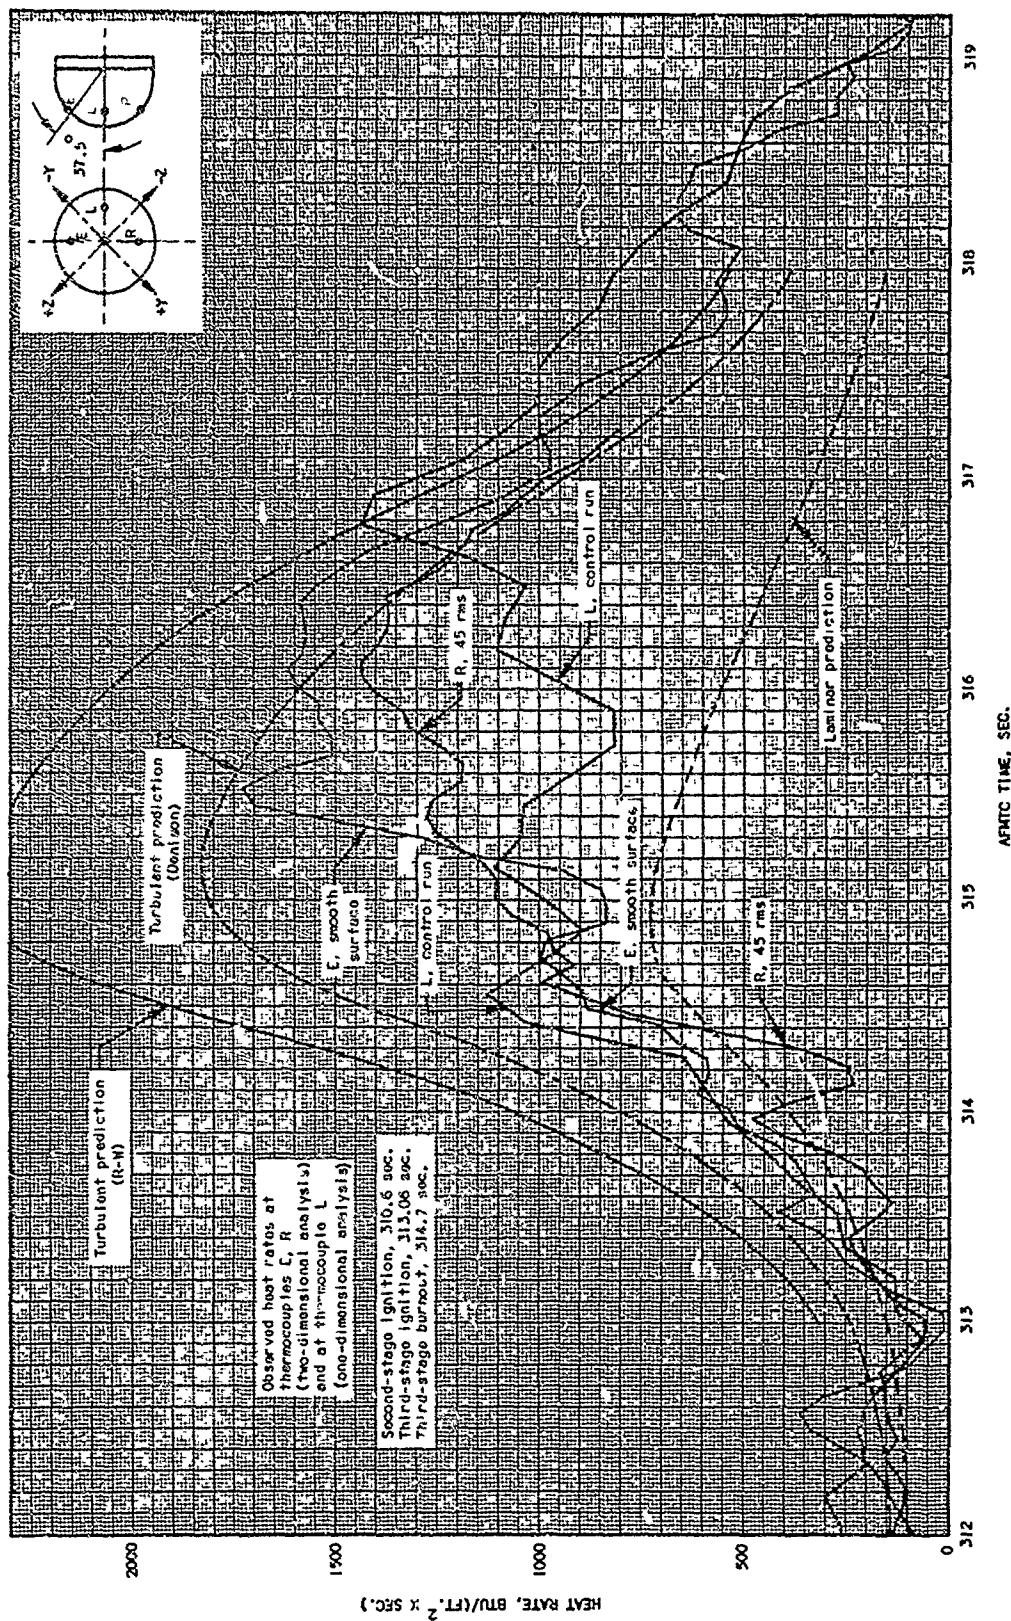 2000
1500
1000
500
0
HEAT RATE, BTU/(FT.2 X SEC.)
312
313
314
315
316
317
318
319
AFMTC TIME, SEC.
Turbulent prediction
(R-W)
Turbulent prediction
(Denison)
E, smooth
surface
L, control run
R, 45 rms
L, control run
E, smooth surface
R, 45 rms
Laminar prediction
Observed heat rates at
thermocouples E, R
(two-dimensional analysis)
and at thermocouple L
(one-dimensional analysis)
Second-stage ignition, 310.6 sec.
Third-stage ignition, 313.06 sec.
Third-stage burnout, 314.7 sec.
+Z
-Y
E
L
R
+Y
-Z
57.5
E
L